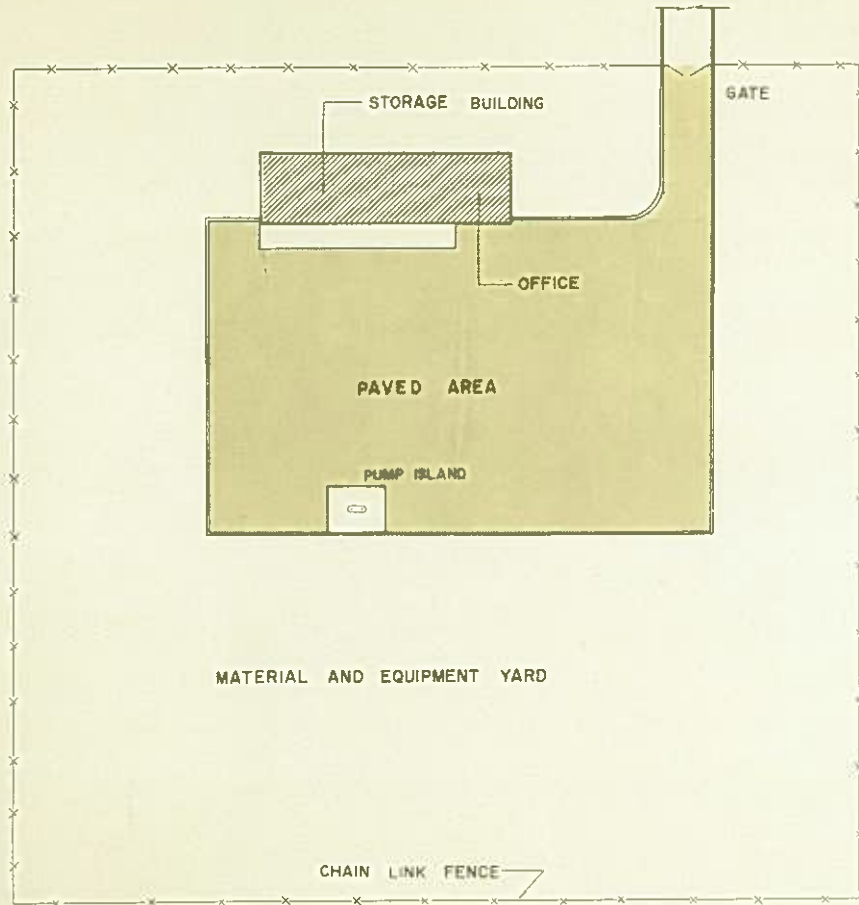 GATE
STORAGE BUILDING
OFFICE
PAVED AREA
PUMP ISLAND
MATERIAL AND EQUIPMENT YARD
CHAIN LINK FENCE